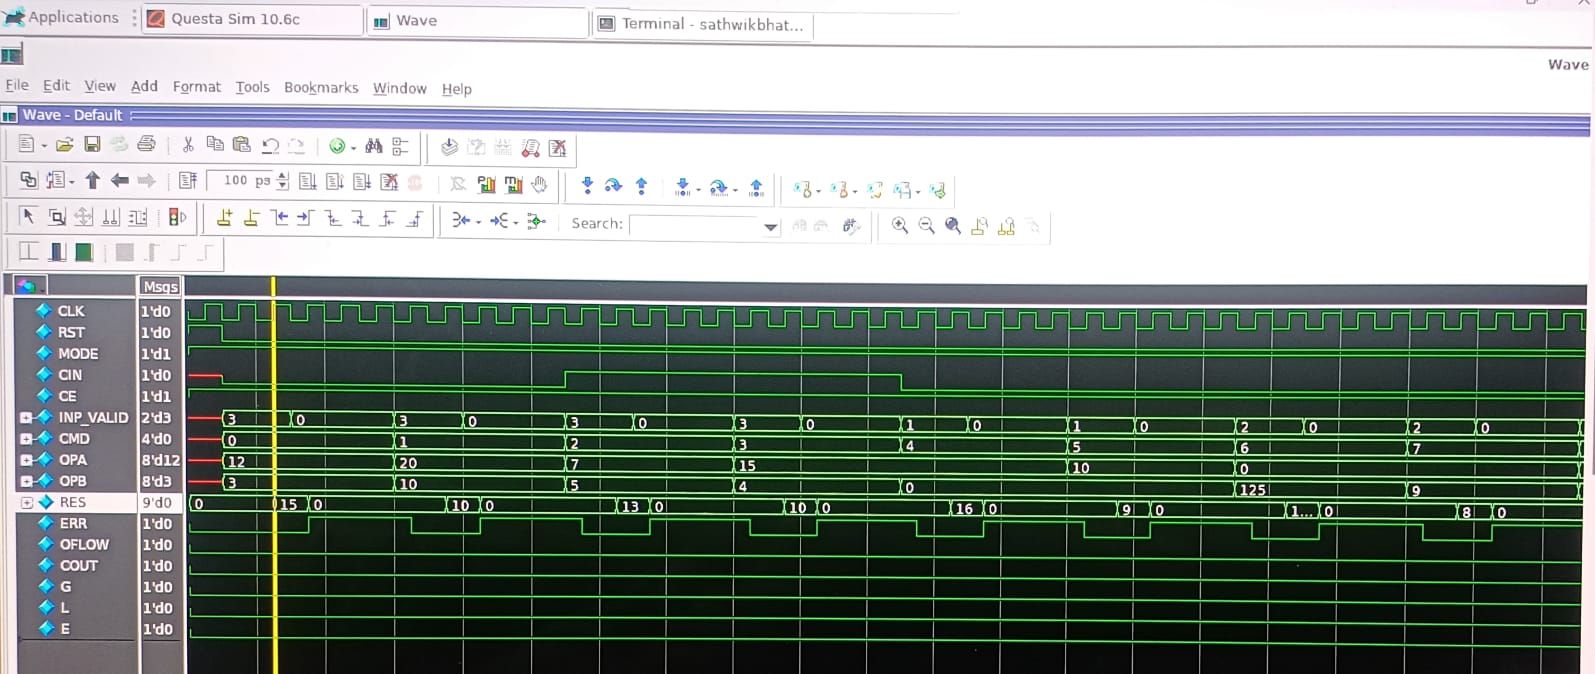 Applications Questa Sim 10.6c Wave Terminal - sathwikbhat...
Wave
File Edit View Add Format Tools Bookmarks Window Help
Wave - Default
100 ps
Search:
Msgs
CLK 1'd0
RST 1'd0
MODE 1'd1
CIN 1'd0
CE 1'd1
INP_VALID 2'd3 3 0 3 0 3 0 3 0 1 0 1 0 2 0 2 0
CMD 4'd0 0 1 2 3 4 5 6 7
OPA 8'd12 12 20 7 15 10 0
OPB 8'd3 3 10 5 4 0 125 9
RES 9'd0 0 15 0 10 0 13 0 10 0 16 0 9 0 1... 0 8 0
ERR 1'd0
OFLOW 1'd0
COUT 1'd0
G 1'd0
L 1'd0
E 1'd0